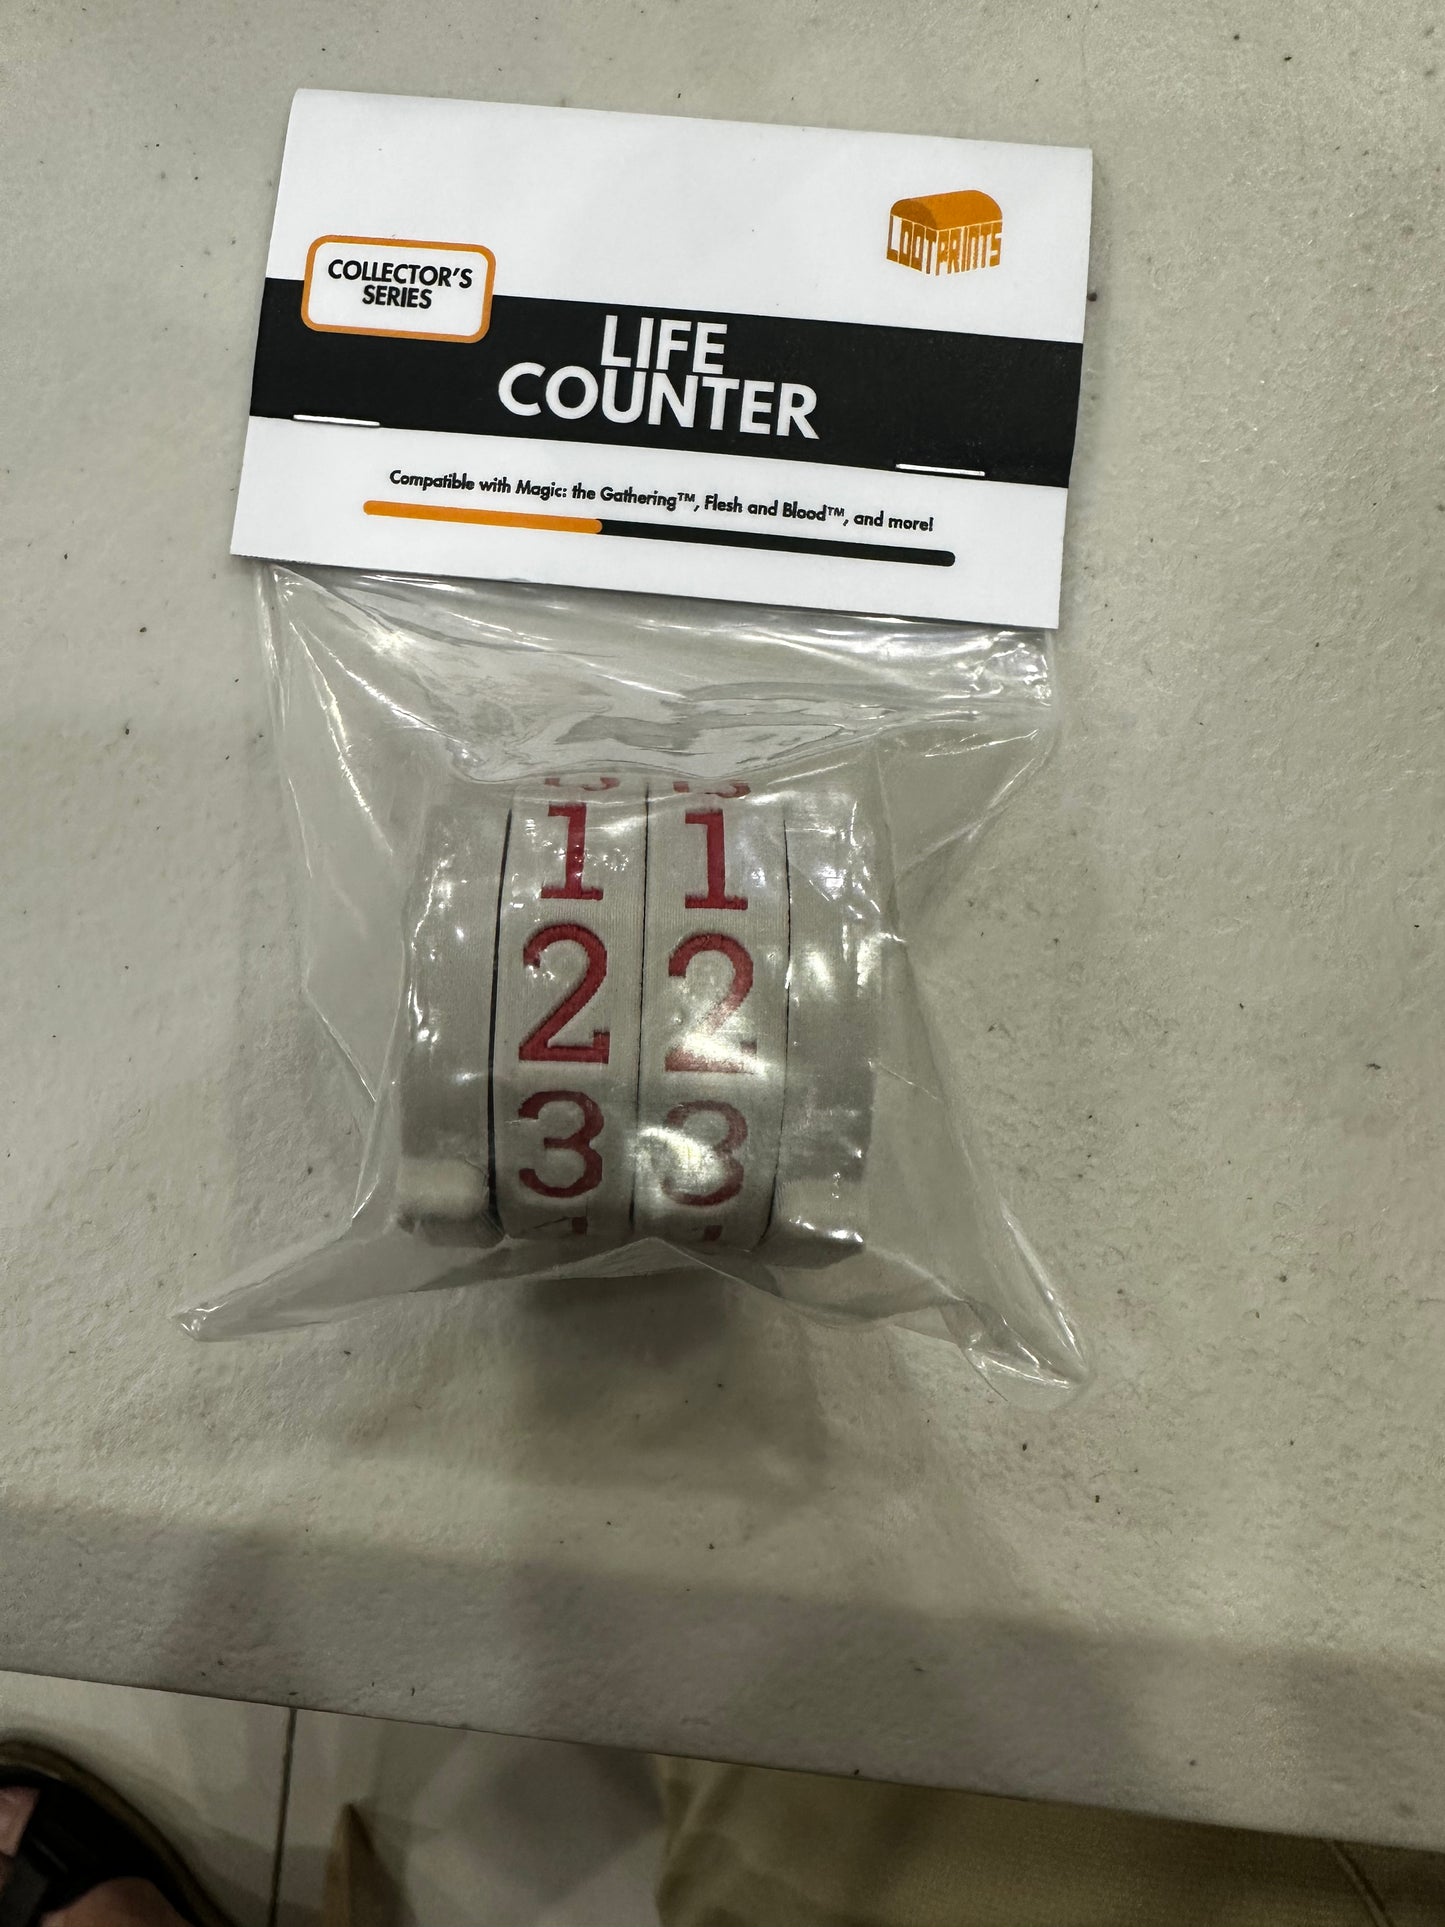 LOOTPRINTS
COLLECTOR'S
SERIES
LIFE
COUNTER
Compatible with Magic: the Gathering™, Flesh and Blood™, and more!
1 1
2 2
3 3